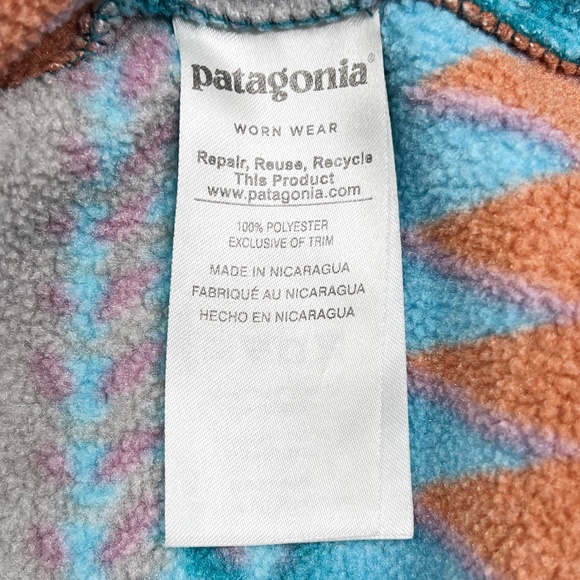 patagonia®
WORN WEAR
Repair, Reuse, Recycle
This Product
www.patagonia.com
100% POLYESTER
EXCLUSIVE OF TRIM
MADE IN NICARAGUA
FABRIQUÉ AU NICARAGUA
HECHO EN NICARAGUA